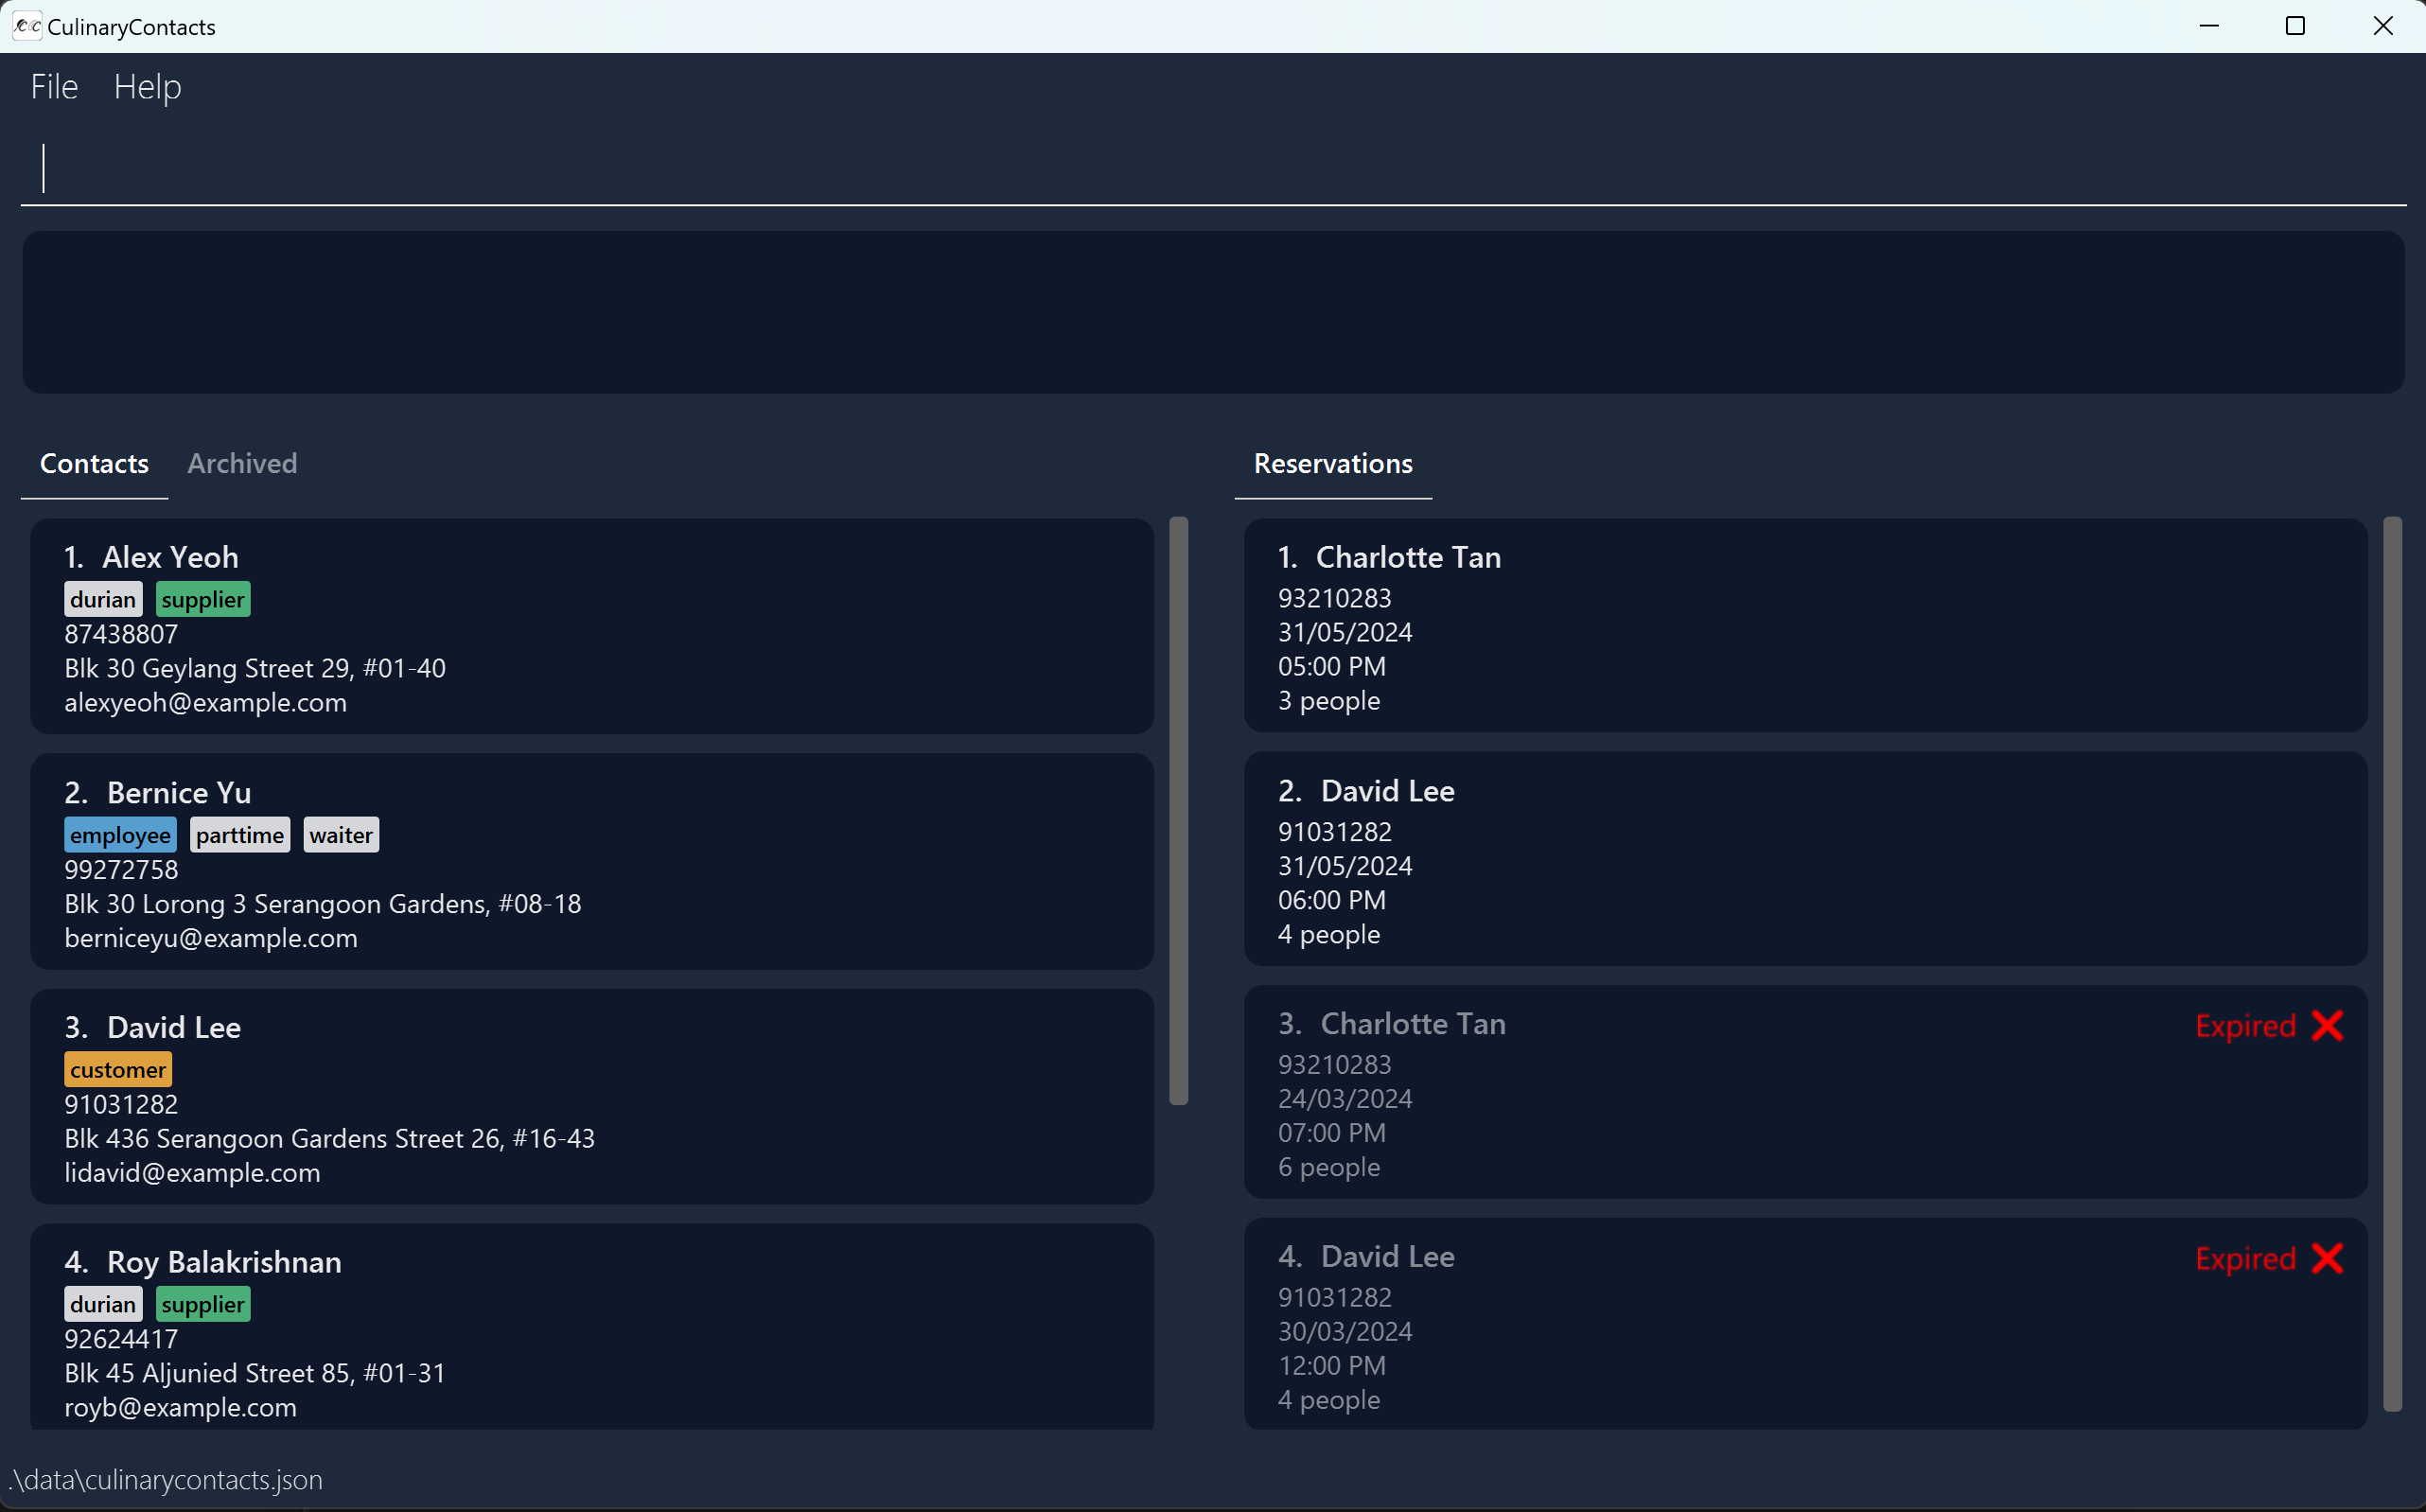 CulinaryContacts
File Help
Contacts Archived
1. Alex Yeoh
durian supplier
87438807
Blk 30 Geylang Street 29, #01-40
alexyeoh@example.com
2. Bernice Yu
employee parttime waiter
99272758
Blk 30 Lorong 3 Serangoon Gardens, #08-18
berniceyu@example.com
3. David Lee
customer
91031282
Blk 436 Serangoon Gardens Street 26, #16-43
lidavid@example.com
4. Roy Balakrishnan
durian supplier
92624417
Blk 45 Aljunied Street 85, #01-31
royb@example.com
Reservations
1. Charlotte Tan
93210283
31/05/2024
05:00 PM
3 people
2. David Lee
91031282
31/05/2024
06:00 PM
4 people
3. Charlotte Tan Expired
93210283
24/03/2024
07:00 PM
6 people
4. David Lee Expired
91031282
30/03/2024
12:00 PM
4 people
.\data\culinarycontacts.json